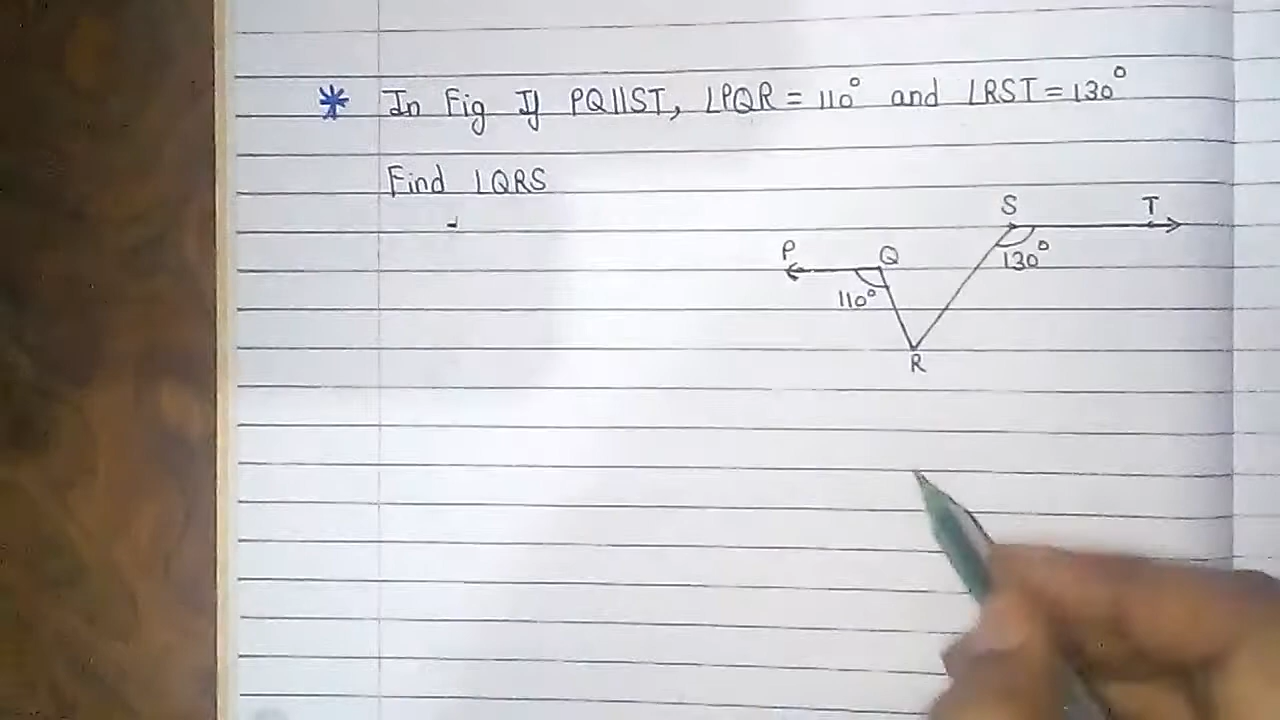 * In Fig If PQ||ST, ∠PQR = 110° and ∠RST = 130°
Find ∠QRS
S T
P Q
130°
110°
R